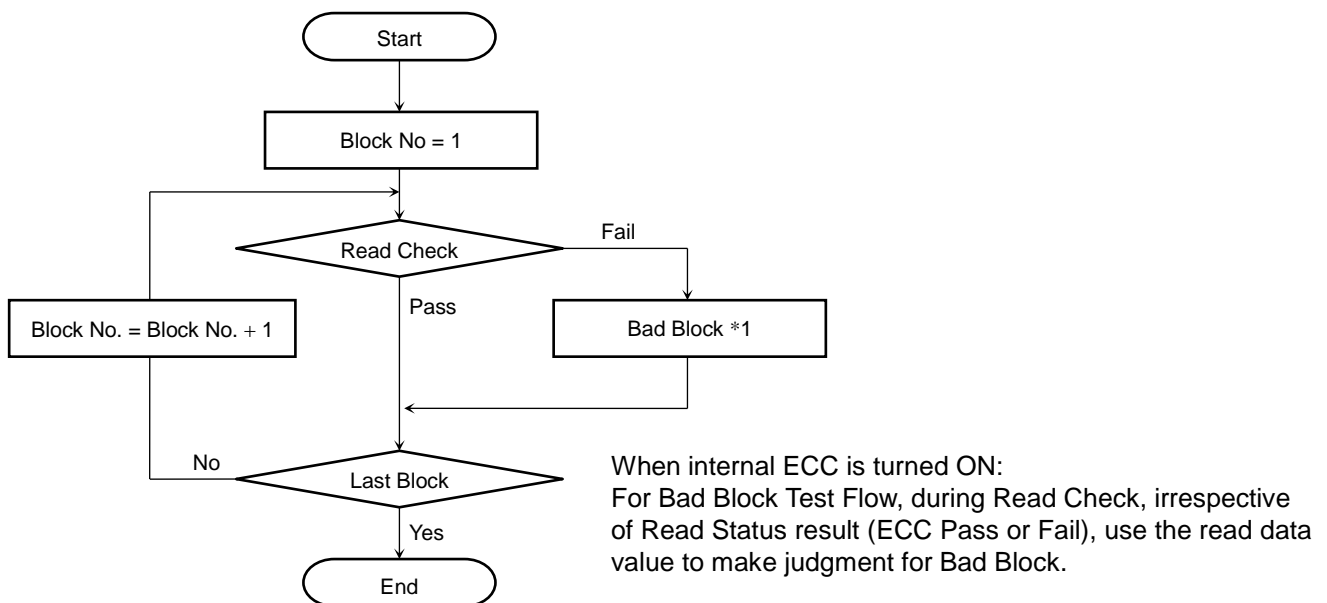 Start
Block No = 1
Read Check
Fail
Pass
Block No. = Block No. + 1
Bad Block *1
No
Last Block
Yes
End
When internal ECC is turned ON:
For Bad Block Test Flow, during Read Check, irrespective
of Read Status result (ECC Pass or Fail), use the read data
value to make judgment for Bad Block.